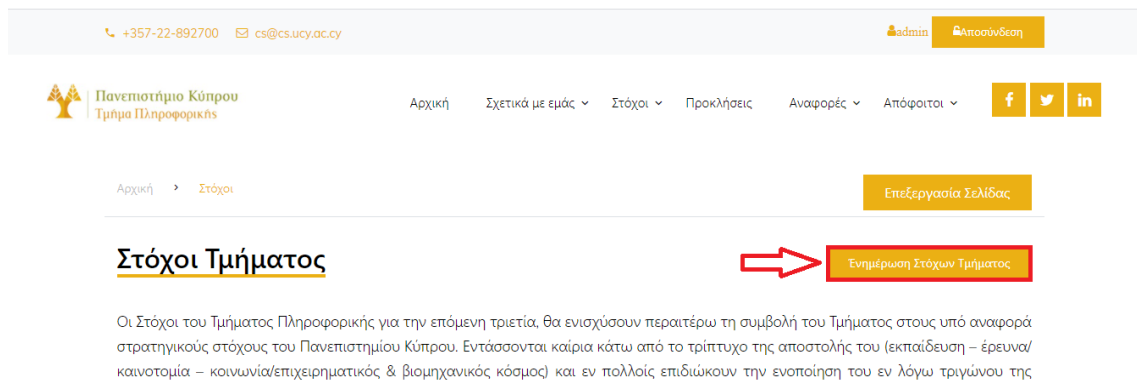 +357-22-892700 cs@cs.ucy.ac.cy admin Αποσύνδεση
Πανεπιστήμιο Κύπρου
Τμήμα Πληροφορικής
Αρχική Σχετικά με εμάς Στόχοι Προκλήσεις Αναφορές Απόφοιτοι
Αρχική > Στόχοι Επεξεργασία Σελίδας
Στόχοι Τμήματος Ένημέρωση Στόχων Τμήματος
Οι Στόχοι του Τμήματος Πληροφορικής για την επόμενη τριετία, θα ενισχύσουν περαιτέρω τη συμβολή του Τμήματος στους υπό αναφορά
στρατηγικούς στόχους του Πανεπιστημίου Κύπρου. Εντάσσονται καίρια κάτω από το τρίπτυχο της αποστολής του (εκπαίδευση – έρευνα/
καινοτομία – κοινωνία/επιχειρηματικός & βιομηχανικός κόσμος) και εν πολλοίς επιδιώκουν την ενοποίηση του εν λόγω τριγώνου της